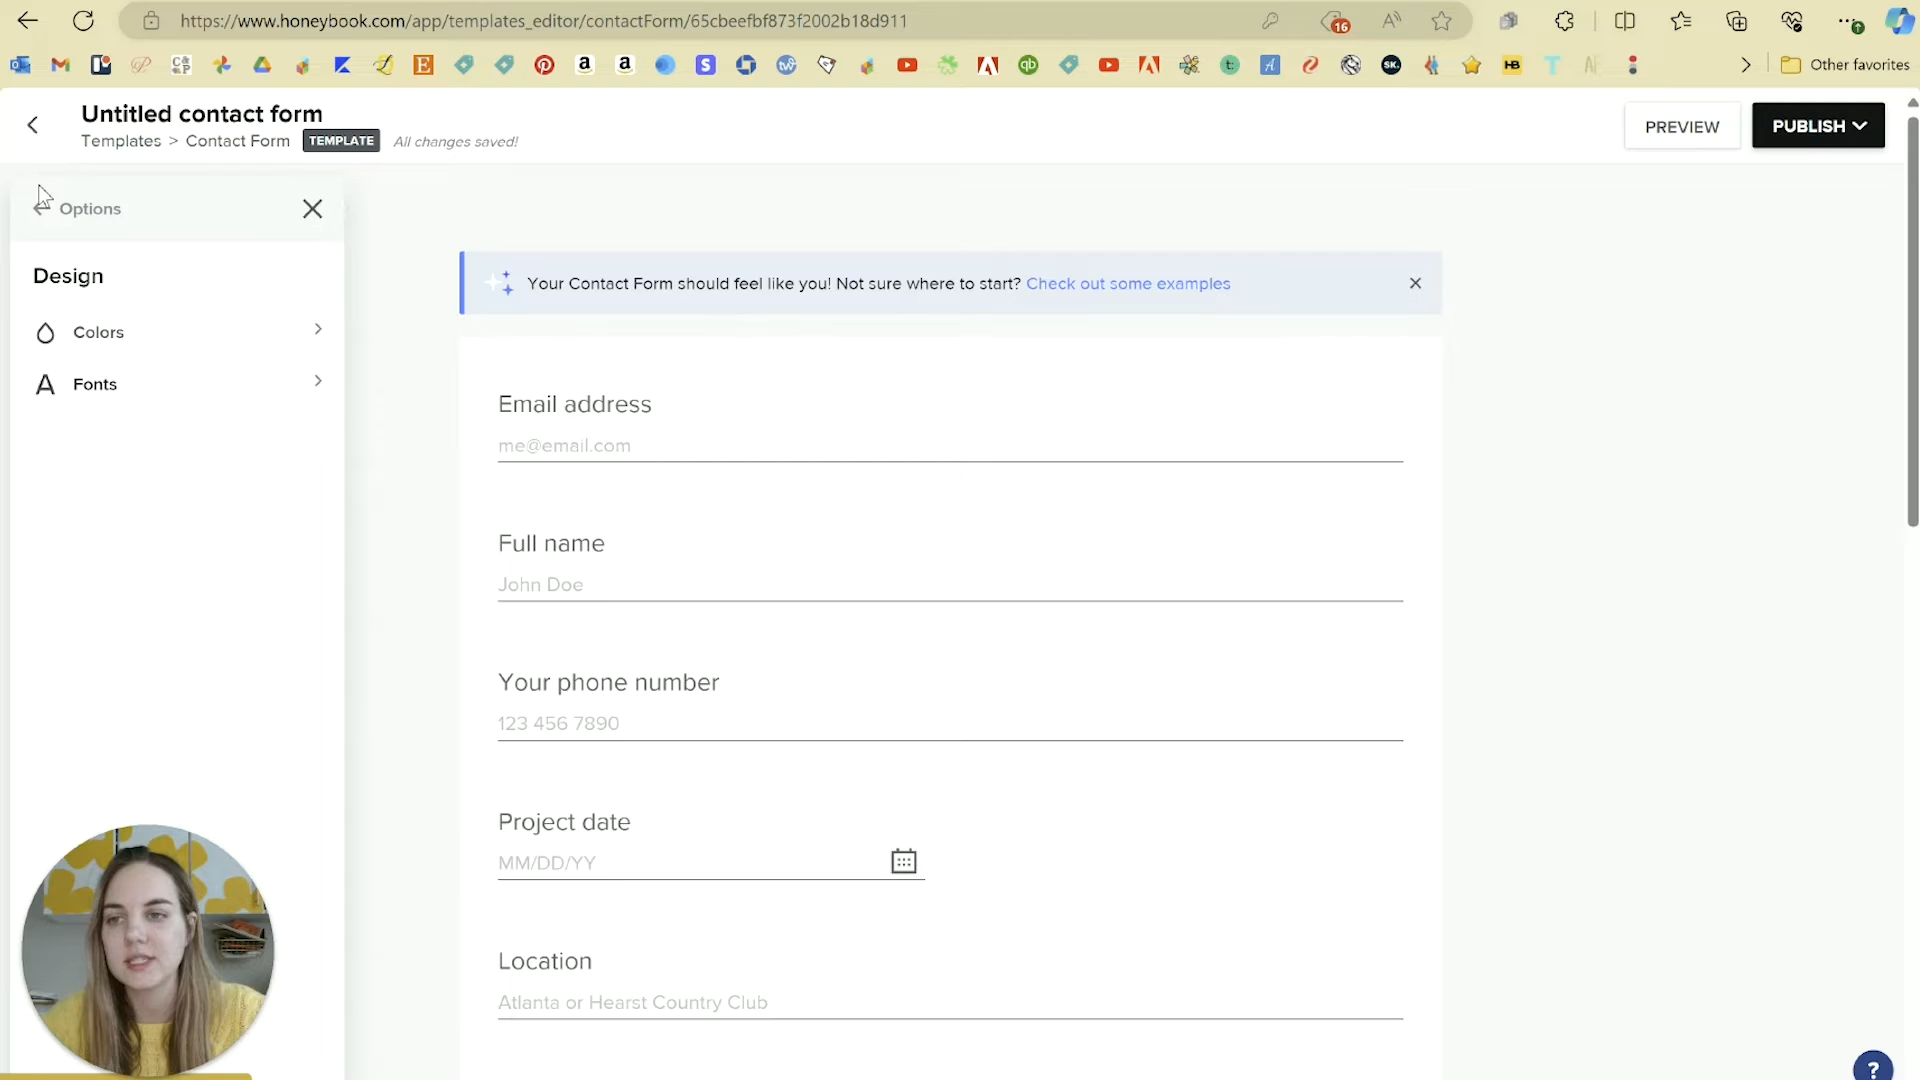 https://www.honeybook.com/app/templates_editor/contactForm/65cbeefbf873f2002b18d911
16
Other favorites
Untitled contact form
Templates > Contact Form TEMPLATE All changes saved!
PREVIEW
PUBLISH
Options
Design
Colors
Fonts
Your Contact Form should feel like you! Not sure where to start? Check out some examples
Email address
me@email.com
Full name
John Doe
Your phone number
123 456 7890
Project date
MM/DD/YY
Location
Atlanta or Hearst Country Club
?